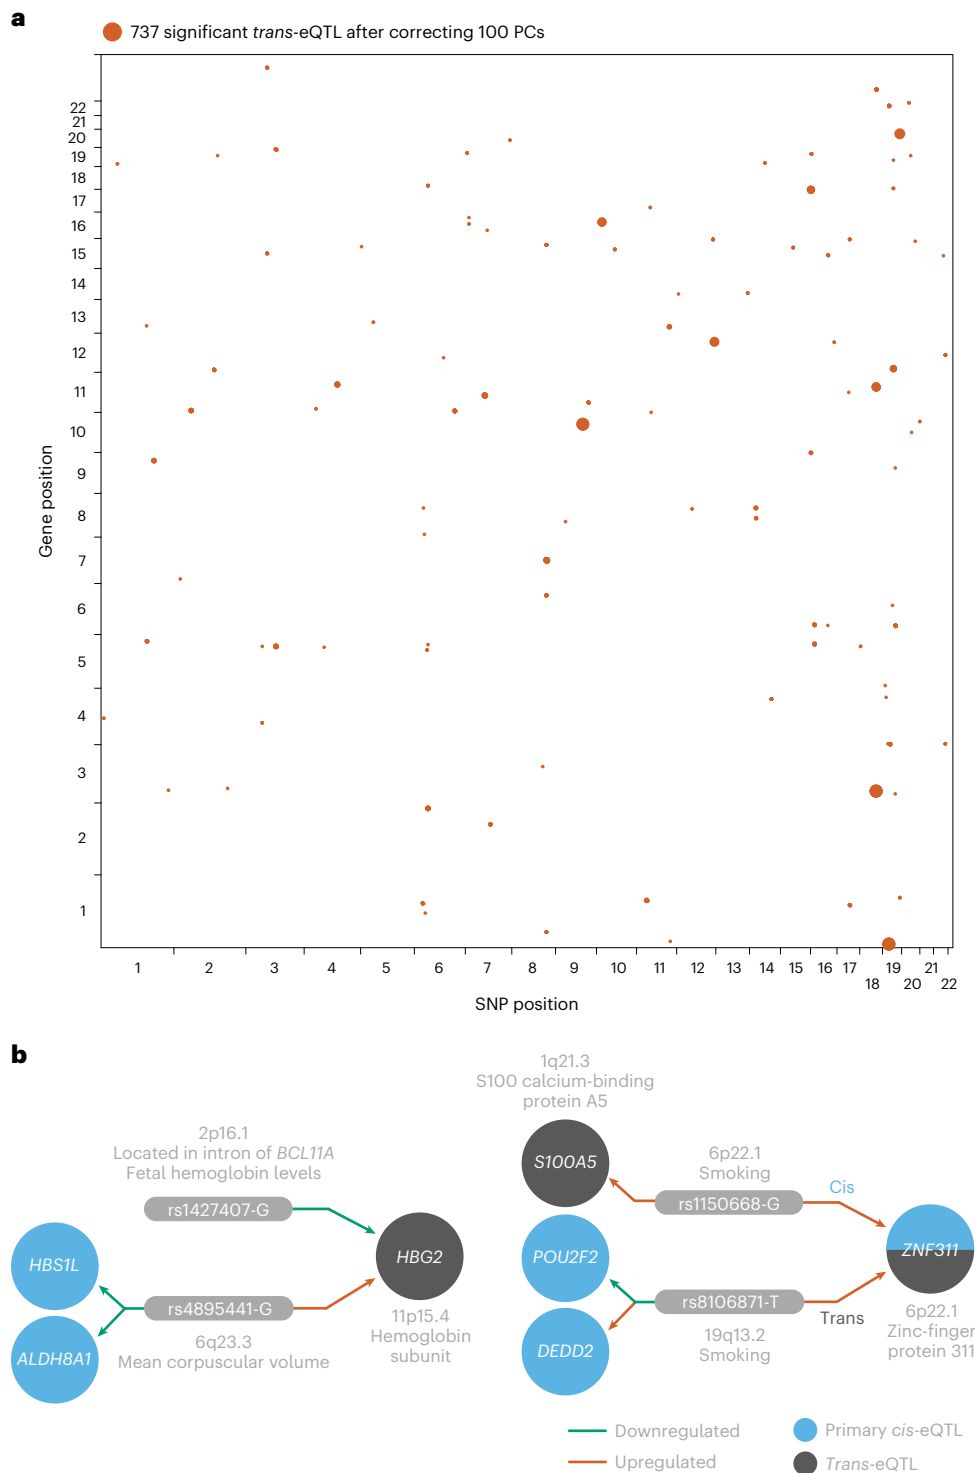 a
737 significant trans-eQTL after correcting 100 PCs
22
21
20
19
18
17
16
15
14
13
12
11
10
9
8
7
6
5
4
3
2
1
Gene position
1 2 3 4 5 6 7 8 9 10 11 12 13 14 15 16 17 19 21
18 20 22
SNP position
b
2p16.1
Located in intron of BCL11A
Fetal hemoglobin levels
rs1427407-G
HBS1L
HBG2
rs4895441-G
ALDH8A1
6q23.3
Mean corpuscular volume
11p15.4
Hemoglobin
subunit
1q21.3
S100 calcium-binding
protein A5
S100A5
6p22.1
Smoking
rs1150668-G
Cis
POU2F2
ZNF311
rs8106871-T
Trans
DEDD2
19q13.2
Smoking
6p22.1
Zinc-finger
protein 311
Downregulated
Upregulated
Primary cis-eQTL
Trans-eQTL